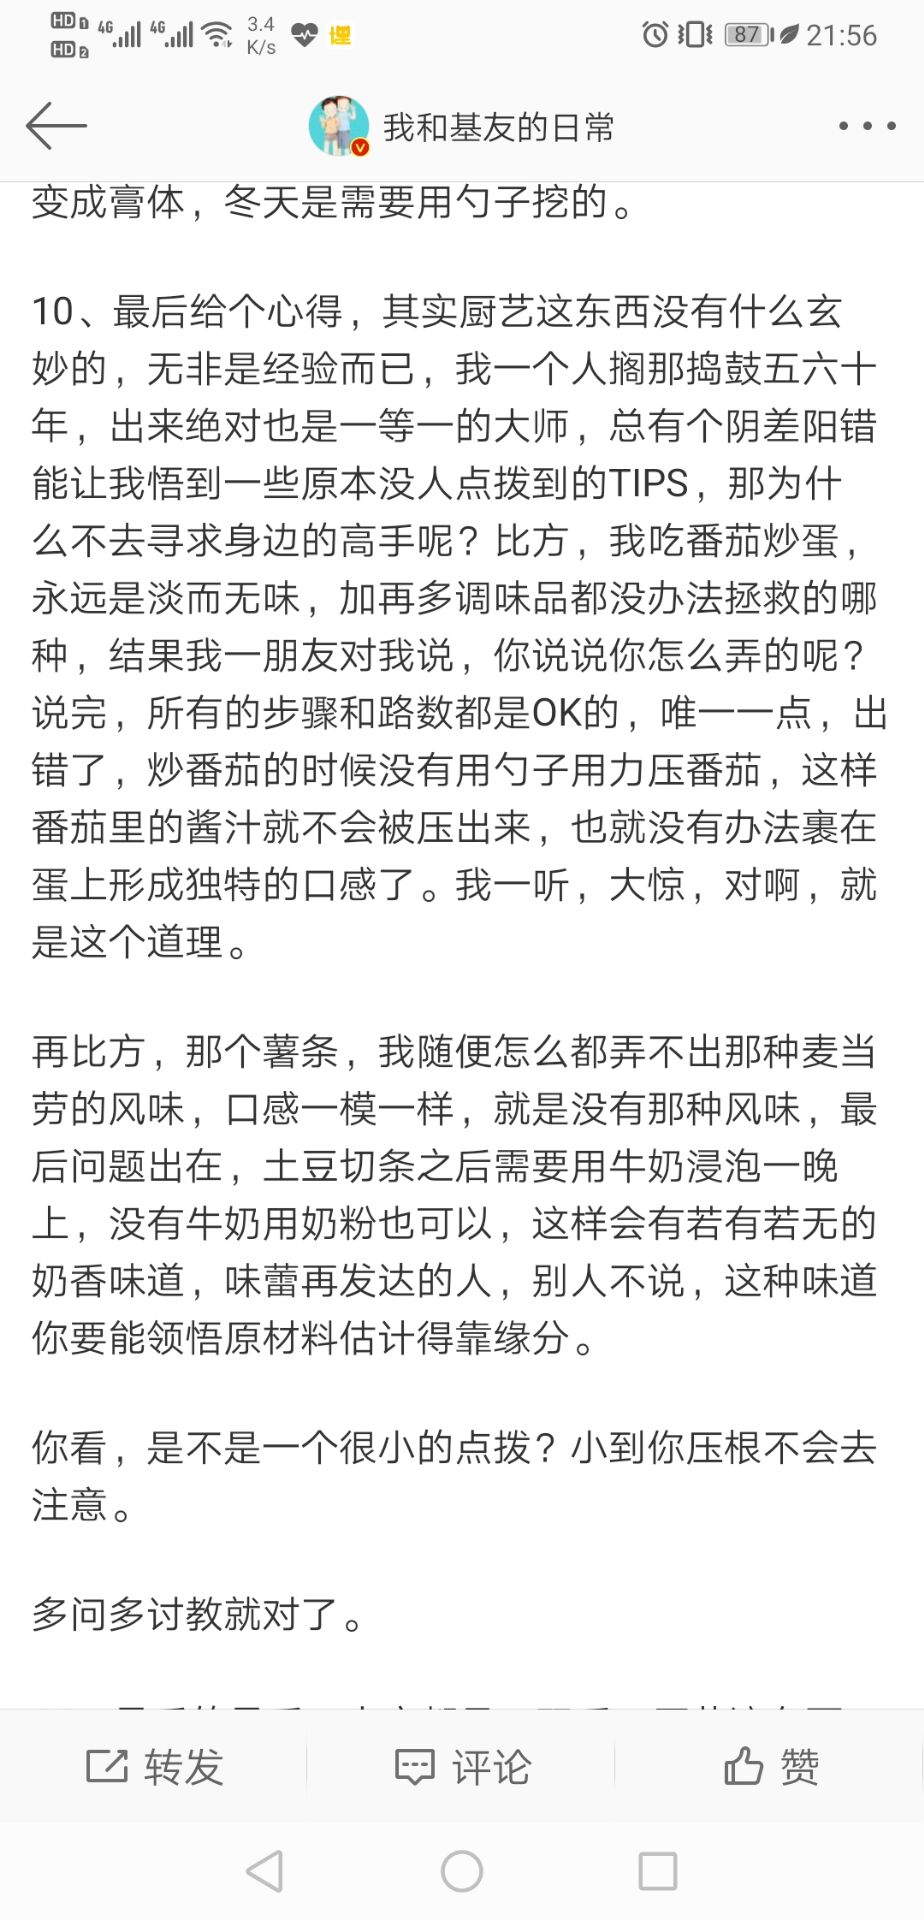 HD 1 4G 4G 3.4 K/s 埋 87 21:56
HD 2
我和基友的日常
变成膏体，冬天是需要用勺子挖的。
10、最后给个心得，其实厨艺这东西没有什么玄
妙的，无非是经验而已，我一个人搁那捣鼓五六十
年，出来绝对也是一等一的大师，总有个阴差阳错
能让我悟到一些原本没人点拨到的TIPS，那为什
么不去寻求身边的高手呢？比方，我吃番茄炒蛋，
永远是淡而无味，加再多调味品都没办法拯救的哪
种，结果我一朋友对我说，你说说你怎么弄的呢？
说完，所有的步骤和路数都是OK的，唯一一点，出
错了，炒番茄的时候没有用勺子用力压番茄，这样
番茄里的酱汁就不会被压出来，也就没有办法裹在
蛋上形成独特的口感了。我一听，大惊，对啊，就
是这个道理。
再比方，那个薯条，我随便怎么都弄不出那种麦当
劳的风味，口感一模一样，就是没有那种风味，最
后问题出在，土豆切条之后需要用牛奶浸泡一晚
上，没有牛奶用奶粉也可以，这样会有若有若无的
奶香味道，味蕾再发达的人，别人不说，这种味道
你要能领悟原材料估计得靠缘分。
你看，是不是一个很小的点拨？小到你压根不会去
注意。
多问多讨教就对了。
转发 评论 赞